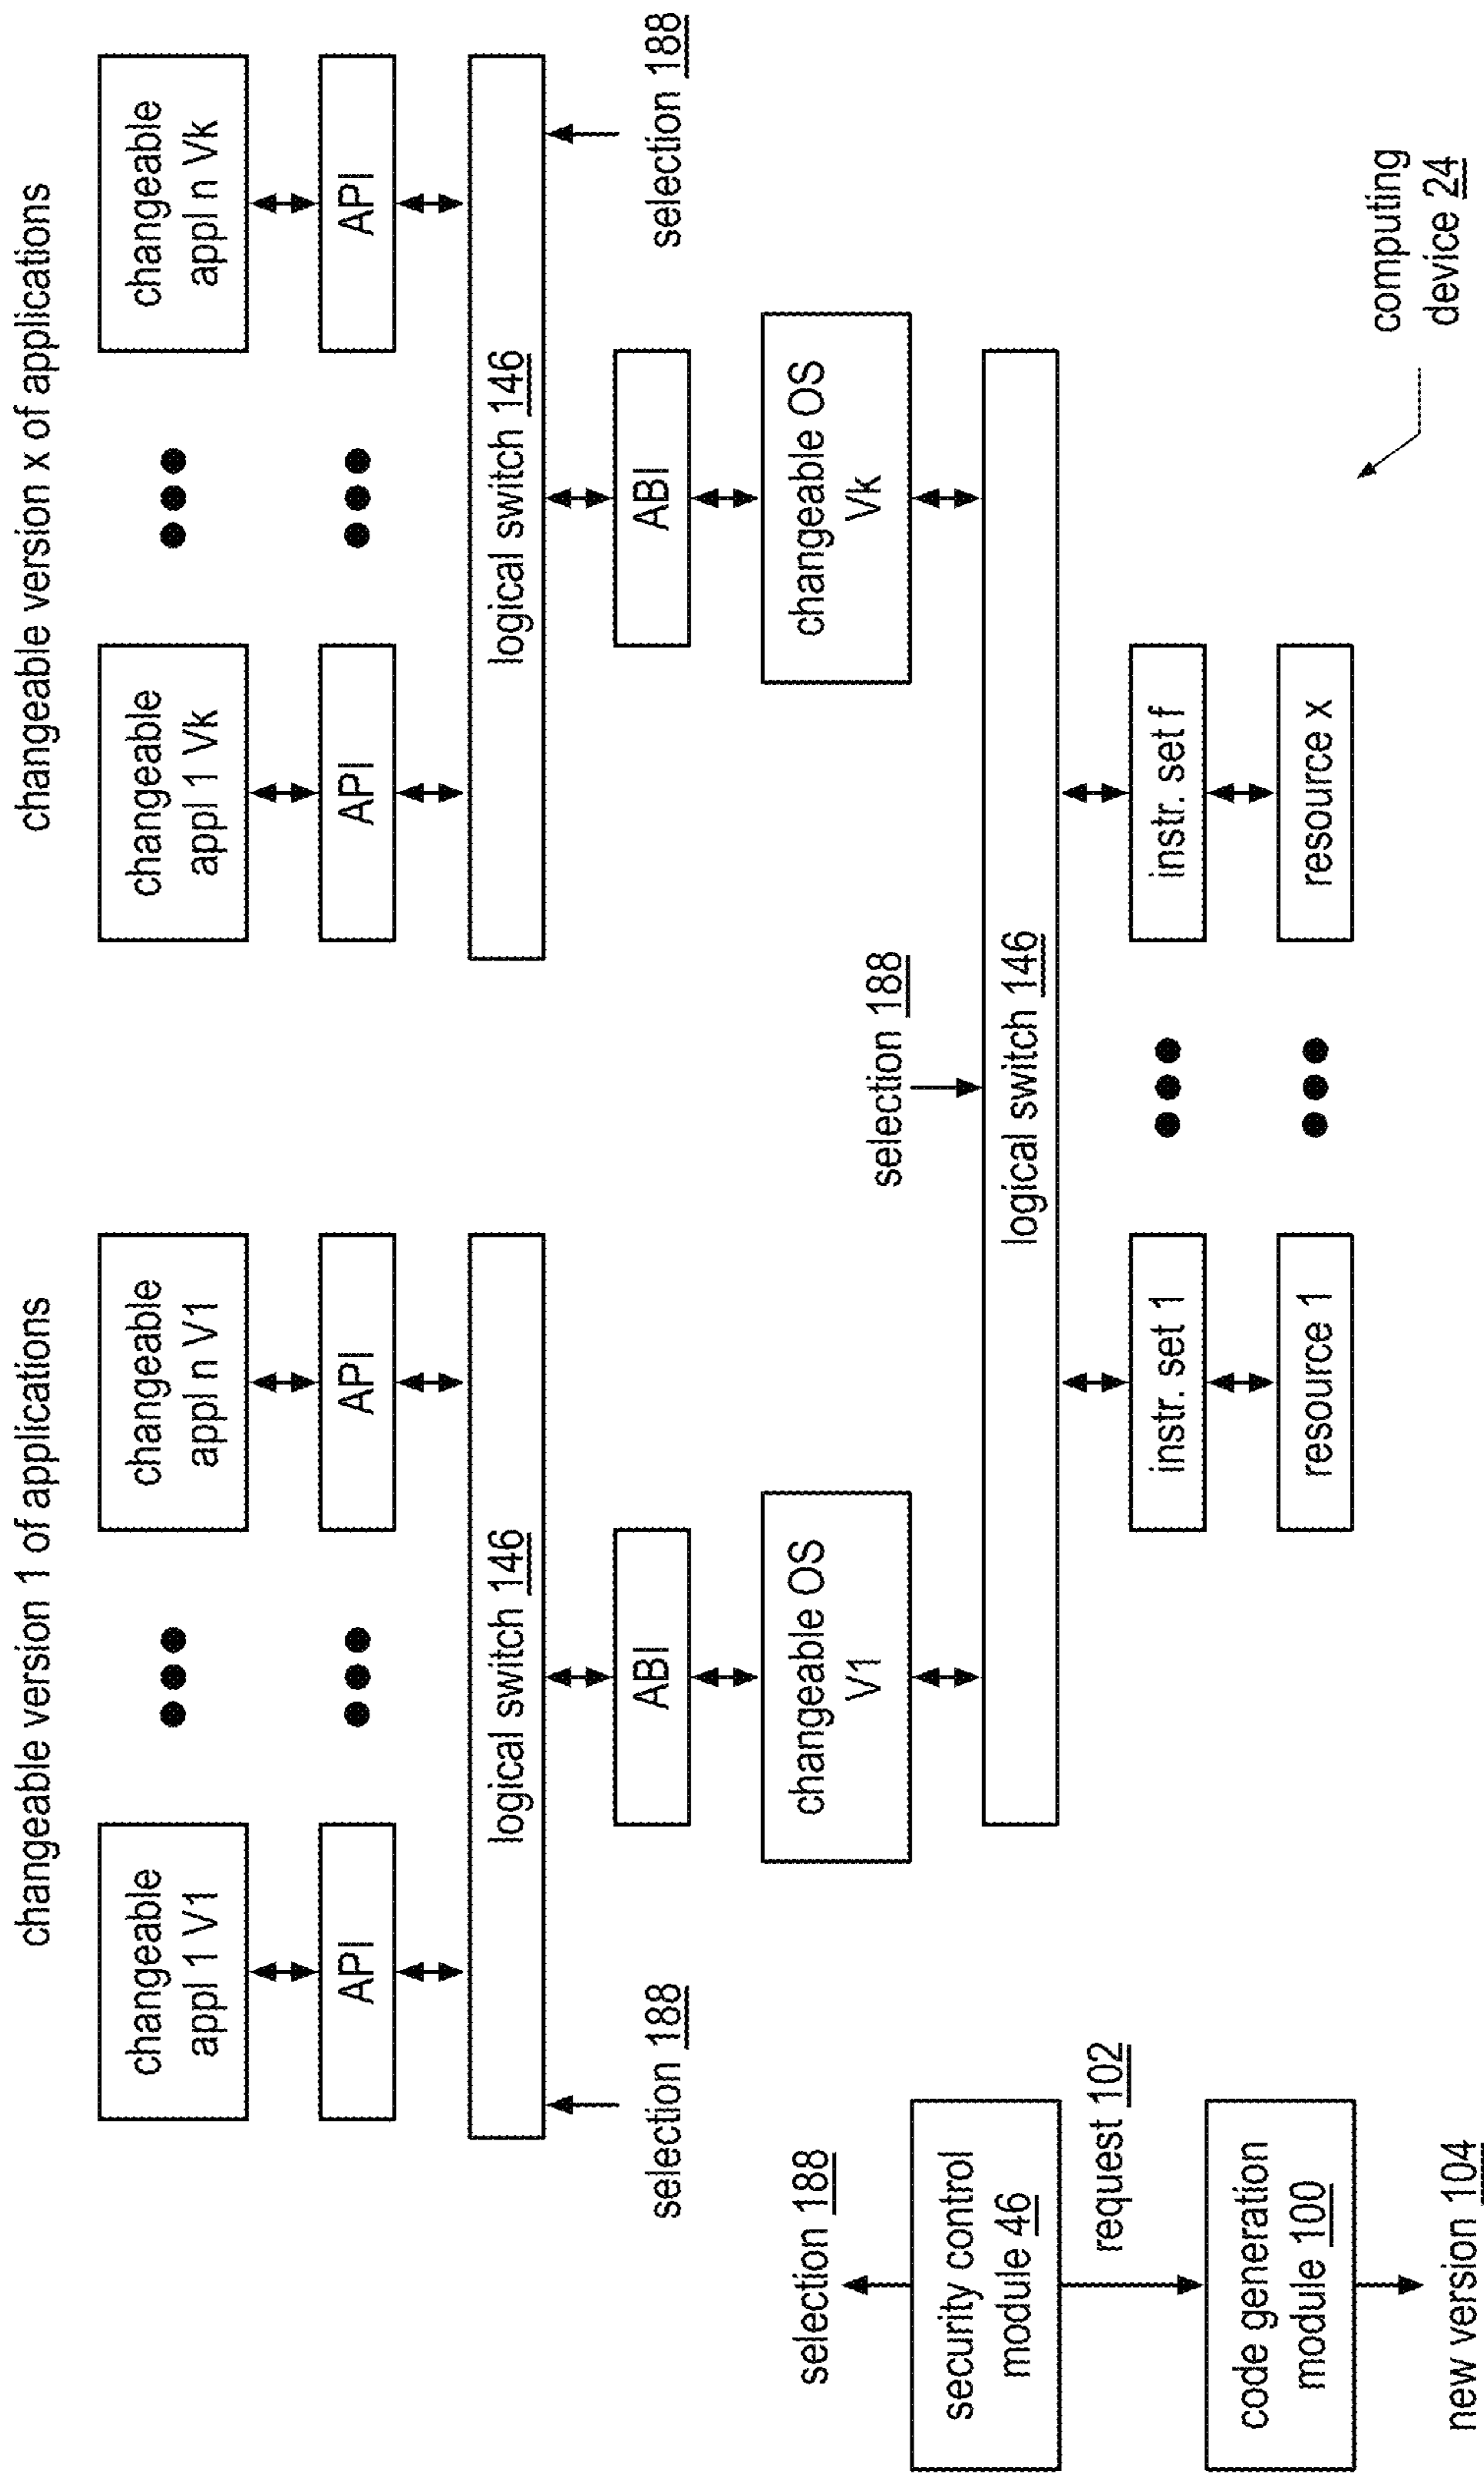 changeable version 1 of applications
changeable version x of applications
changeable
appl 1 V1
changeable
appl n V1
changeable
appl 1 Vk
changeable
appl n Vk
API
API
API
API
logical switch 146
logical switch 146
selection 188
ABI
ABI
selection 188
changeable OS
V1
changeable OS
Vk
selection 188
selection 188
logical switch 146
security control
module 46
request 102
instr. set 1
instr. set f
code generation
module 100
resource 1
resource x
computing
device 24
new version 104